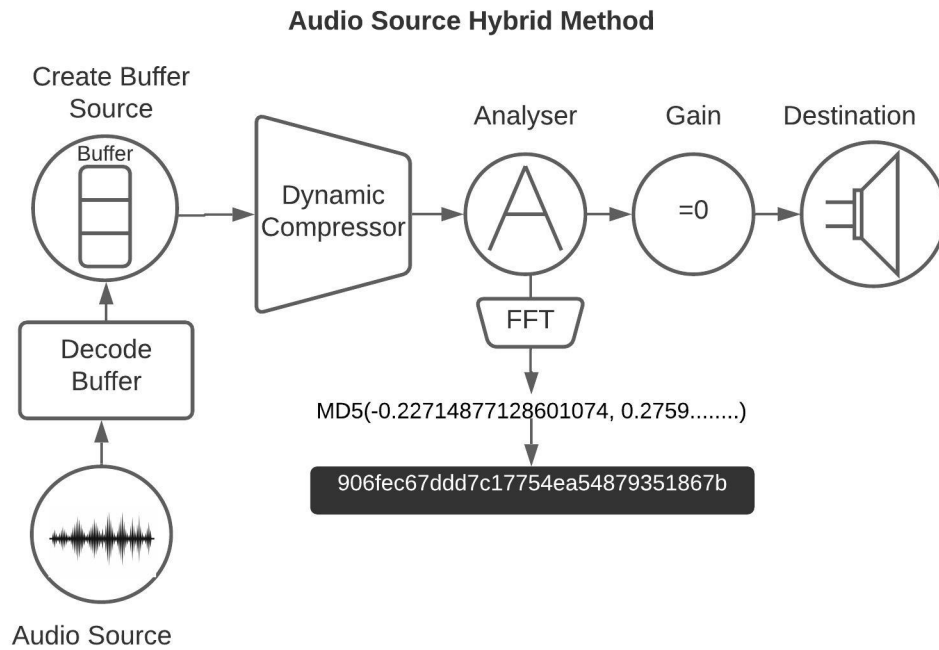 Audio Source Hybrid Method
Create Buffer
Source
Buffer
Dynamic
Compressor
Analyser
Gain
=0
Destination
Decode
Buffer
FFT
MD5(-0.22714877128601074, 0.2759........)
906fec67ddd7c17754ea54879351867b
Audio Source